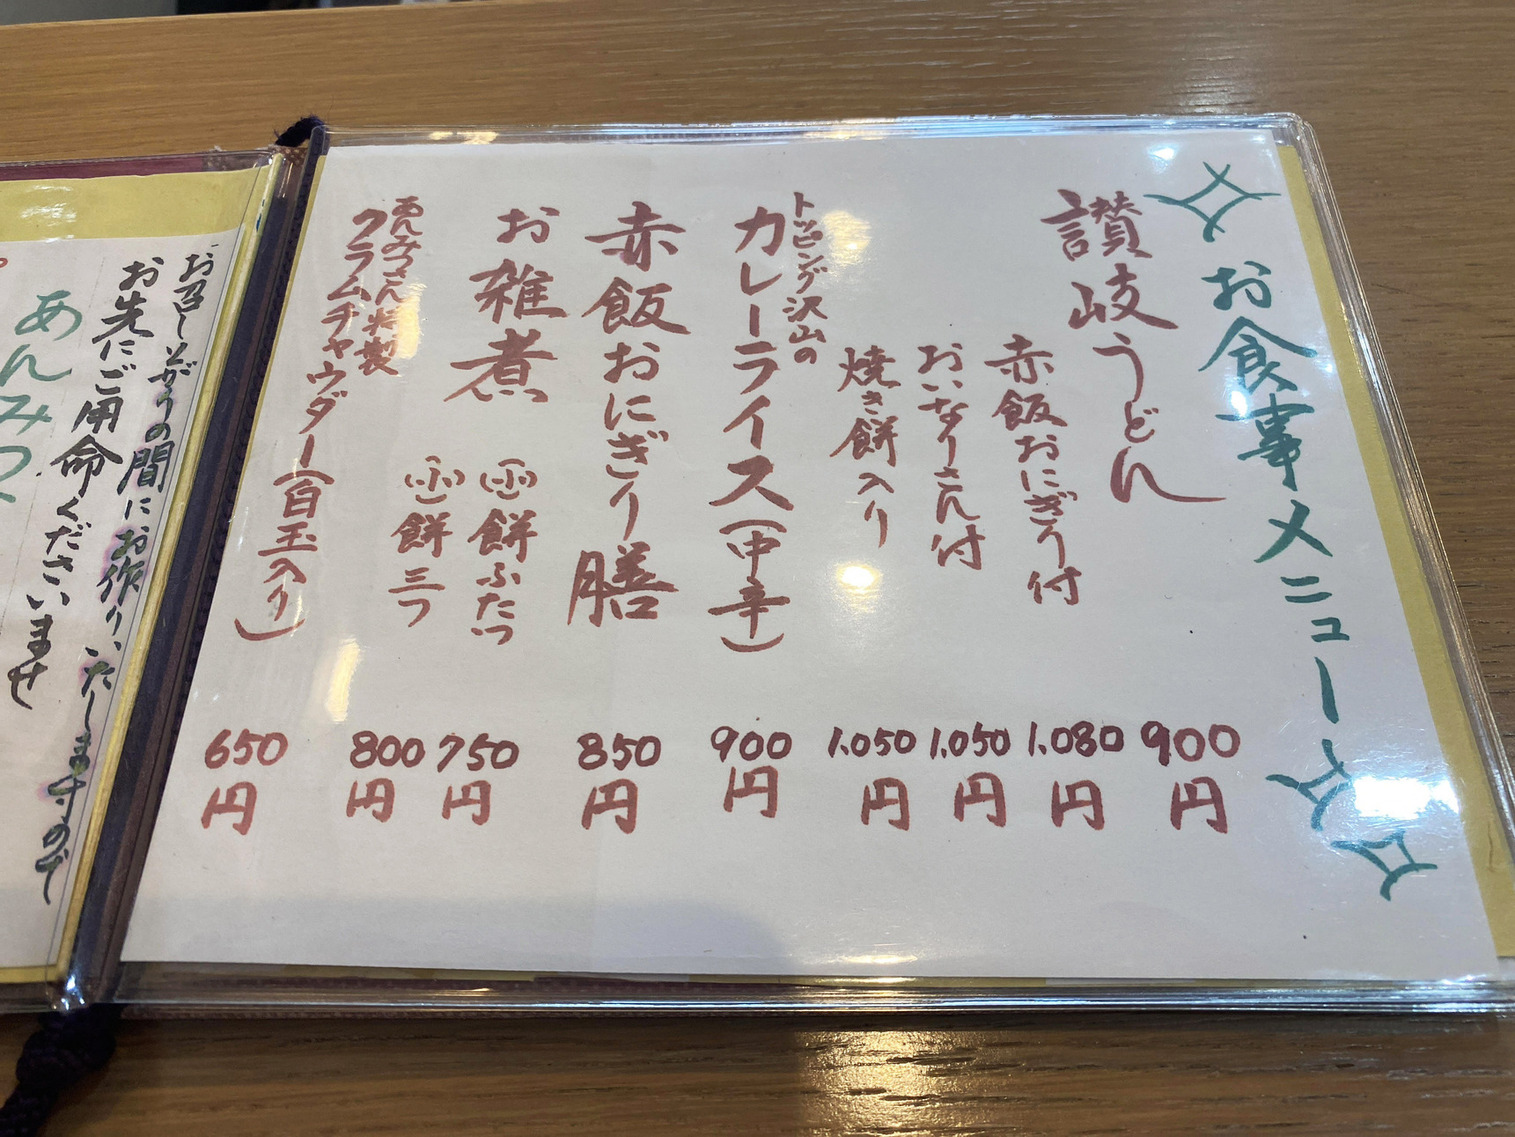 お食事メニュー
讃岐うどん 900円
赤飯おにぎり付 1,080円
おいなりさん付 1,050円
焼き餅入り 1,050円
トッピング沢山の
カレーライス(中辛) 900円
赤飯おにぎり膳 850円
お雑煮
(小)餅ふたつ 750円
(小)餅三つ 800円
あんみつさん特製
クラムチャウダー(白玉入り) 650円
お召し上がりの間にお作りいたしますので
お先にご用命くださいませ
あんみつ